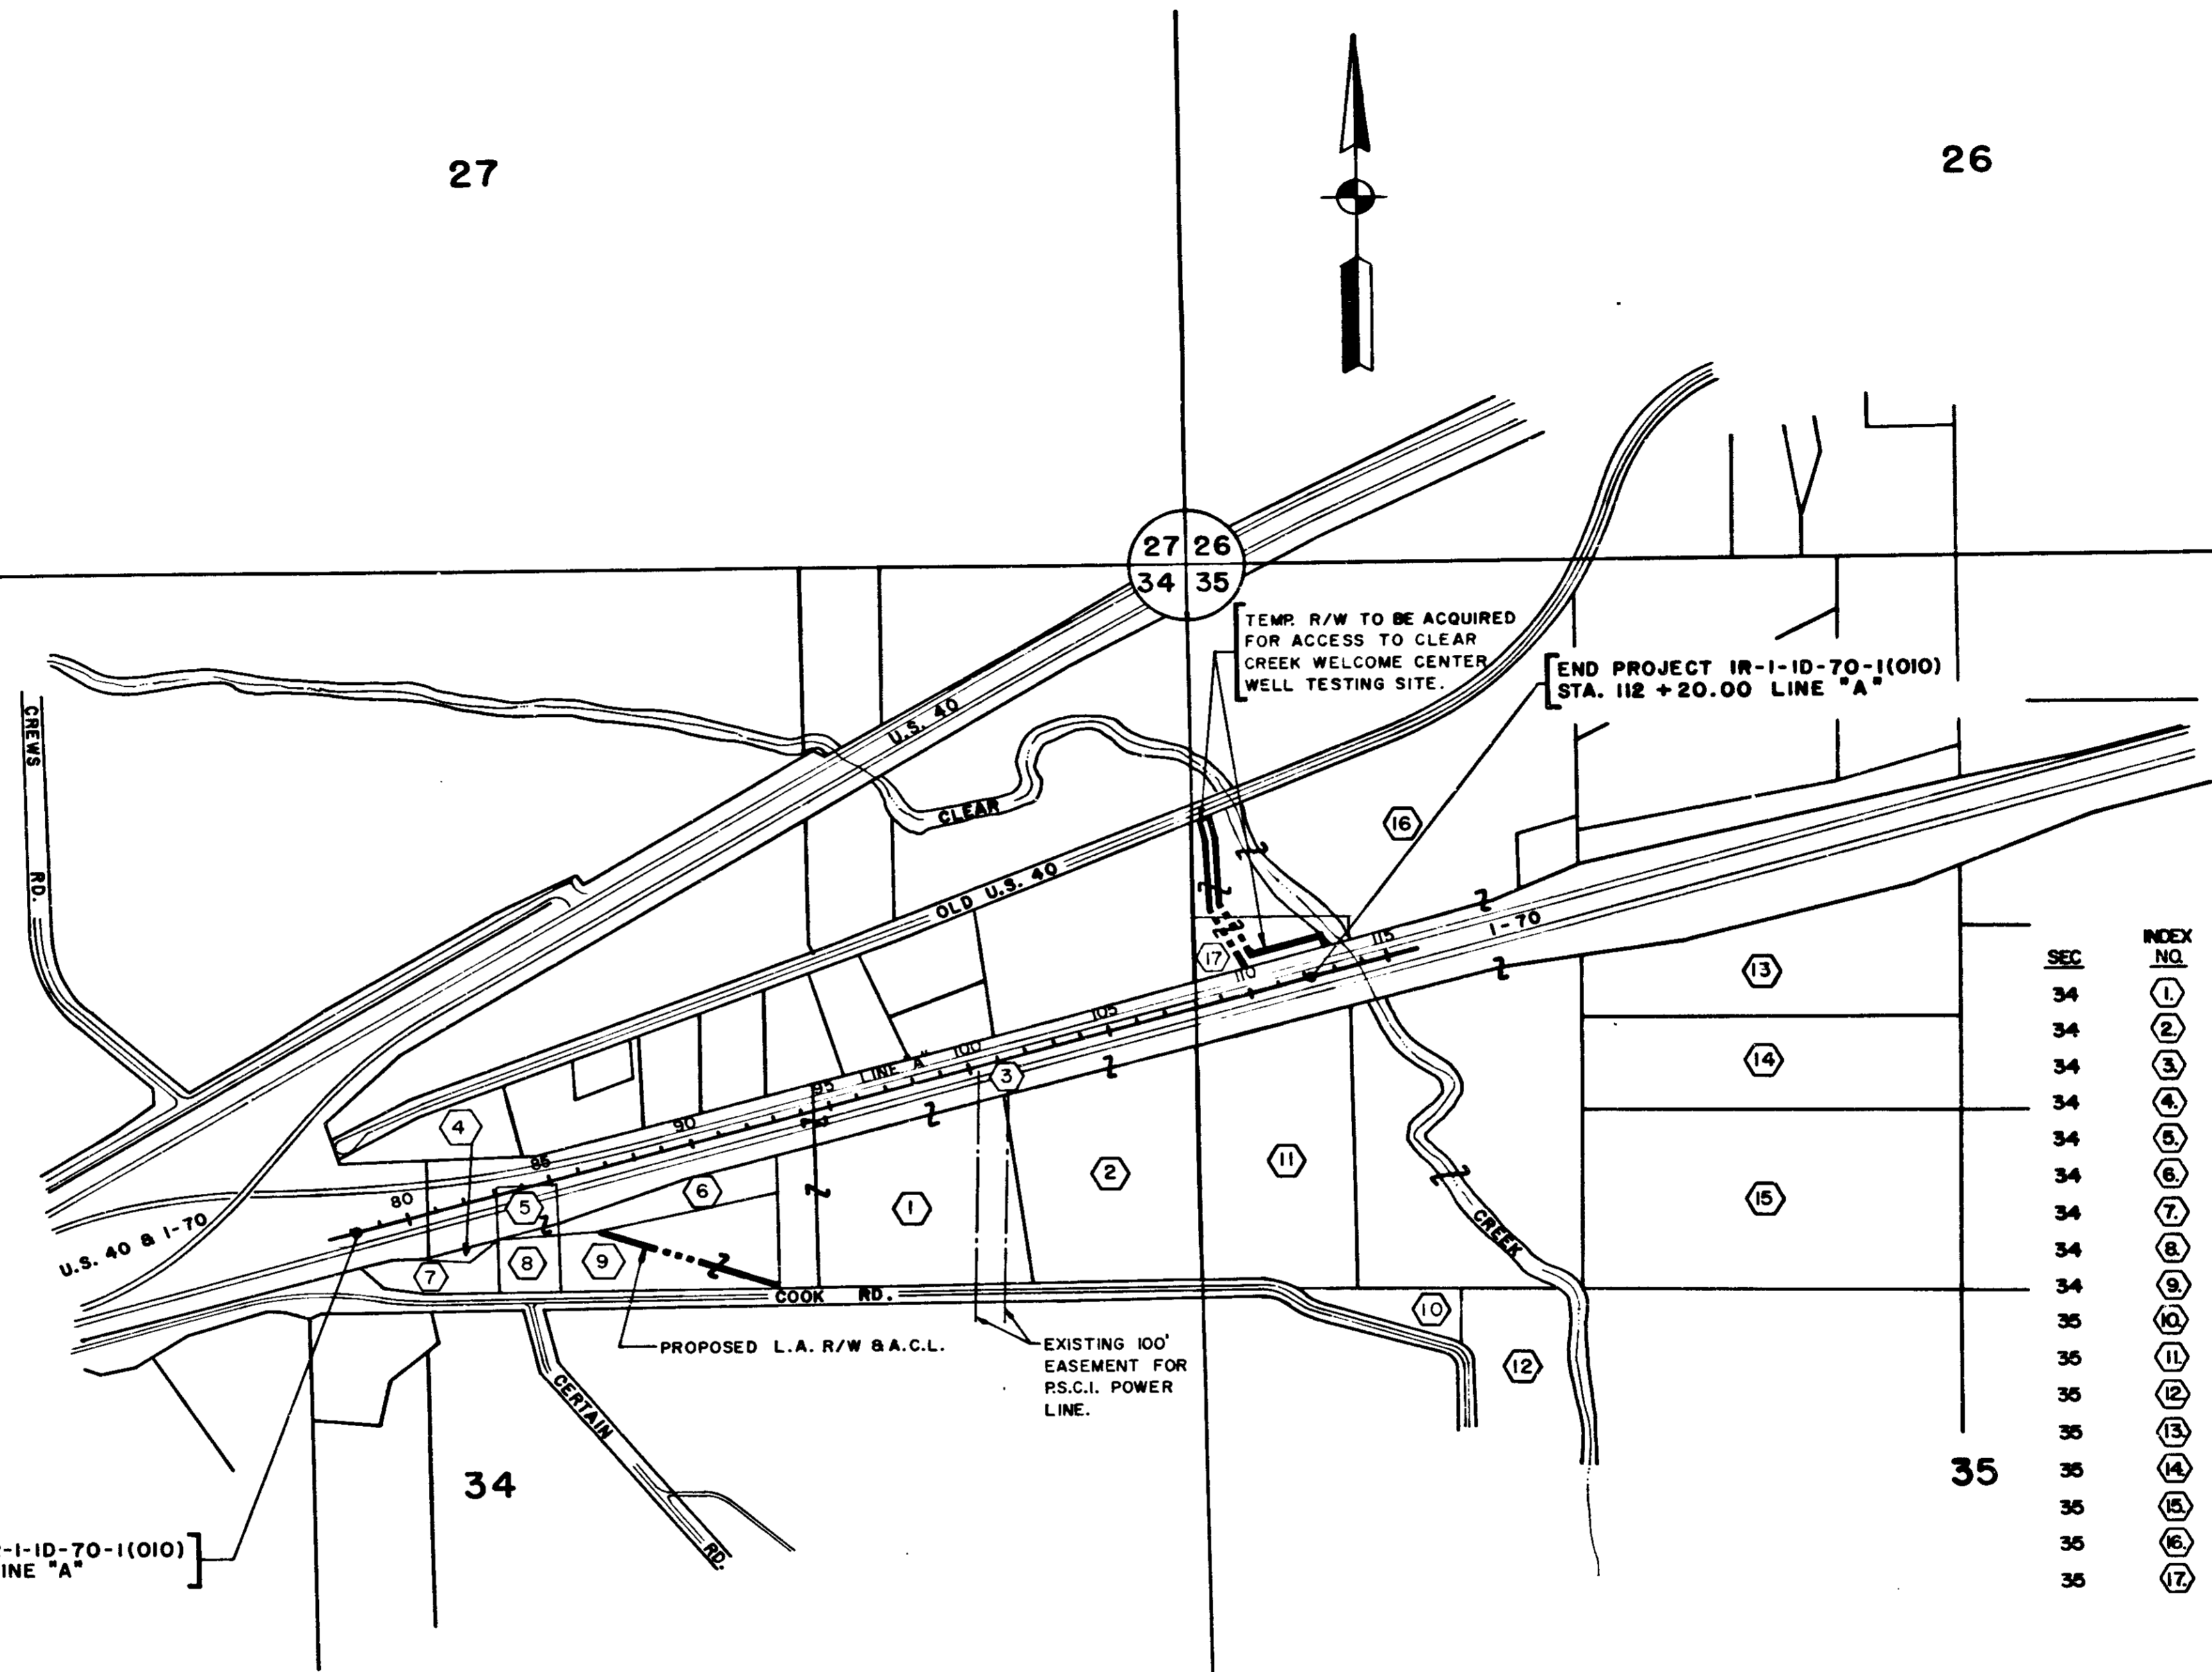 27
26
27 26
34 35
TEMP. R/W TO BE ACQUIRED
FOR ACCESS TO CLEAR
CREEK WELCOME CENTER
WELL TESTING SITE.
END PROJECT IR-1-1D-70-1(010)
STA. 112 + 20.00 LINE "A"
CREWS RD.
U.S. 40
CLEAR
OLD U.S. 40
16
17
115
I-70
110
105
100
LINE "A"
95
90
85
80
3
4
5
6
7
8
9
1
2
11
13
14
15
10
12
U.S. 40 & I-70
COOK RD.
CREEK
PROPOSED L.A. R/W & A.C.L.
EXISTING 100'
EASEMENT FOR
P.S.C.I. POWER
LINE.
CERTAIN RD.
34
35
-1-1D-70-1(010)
INE "A"
SEC INDEX NO.
34 1.
34 2.
34 3.
34 4.
34 5.
34 6.
34 7.
34 8.
34 9.
35 10.
35 11.
35 12.
35 13.
35 14.
35 15.
35 16.
35 17.